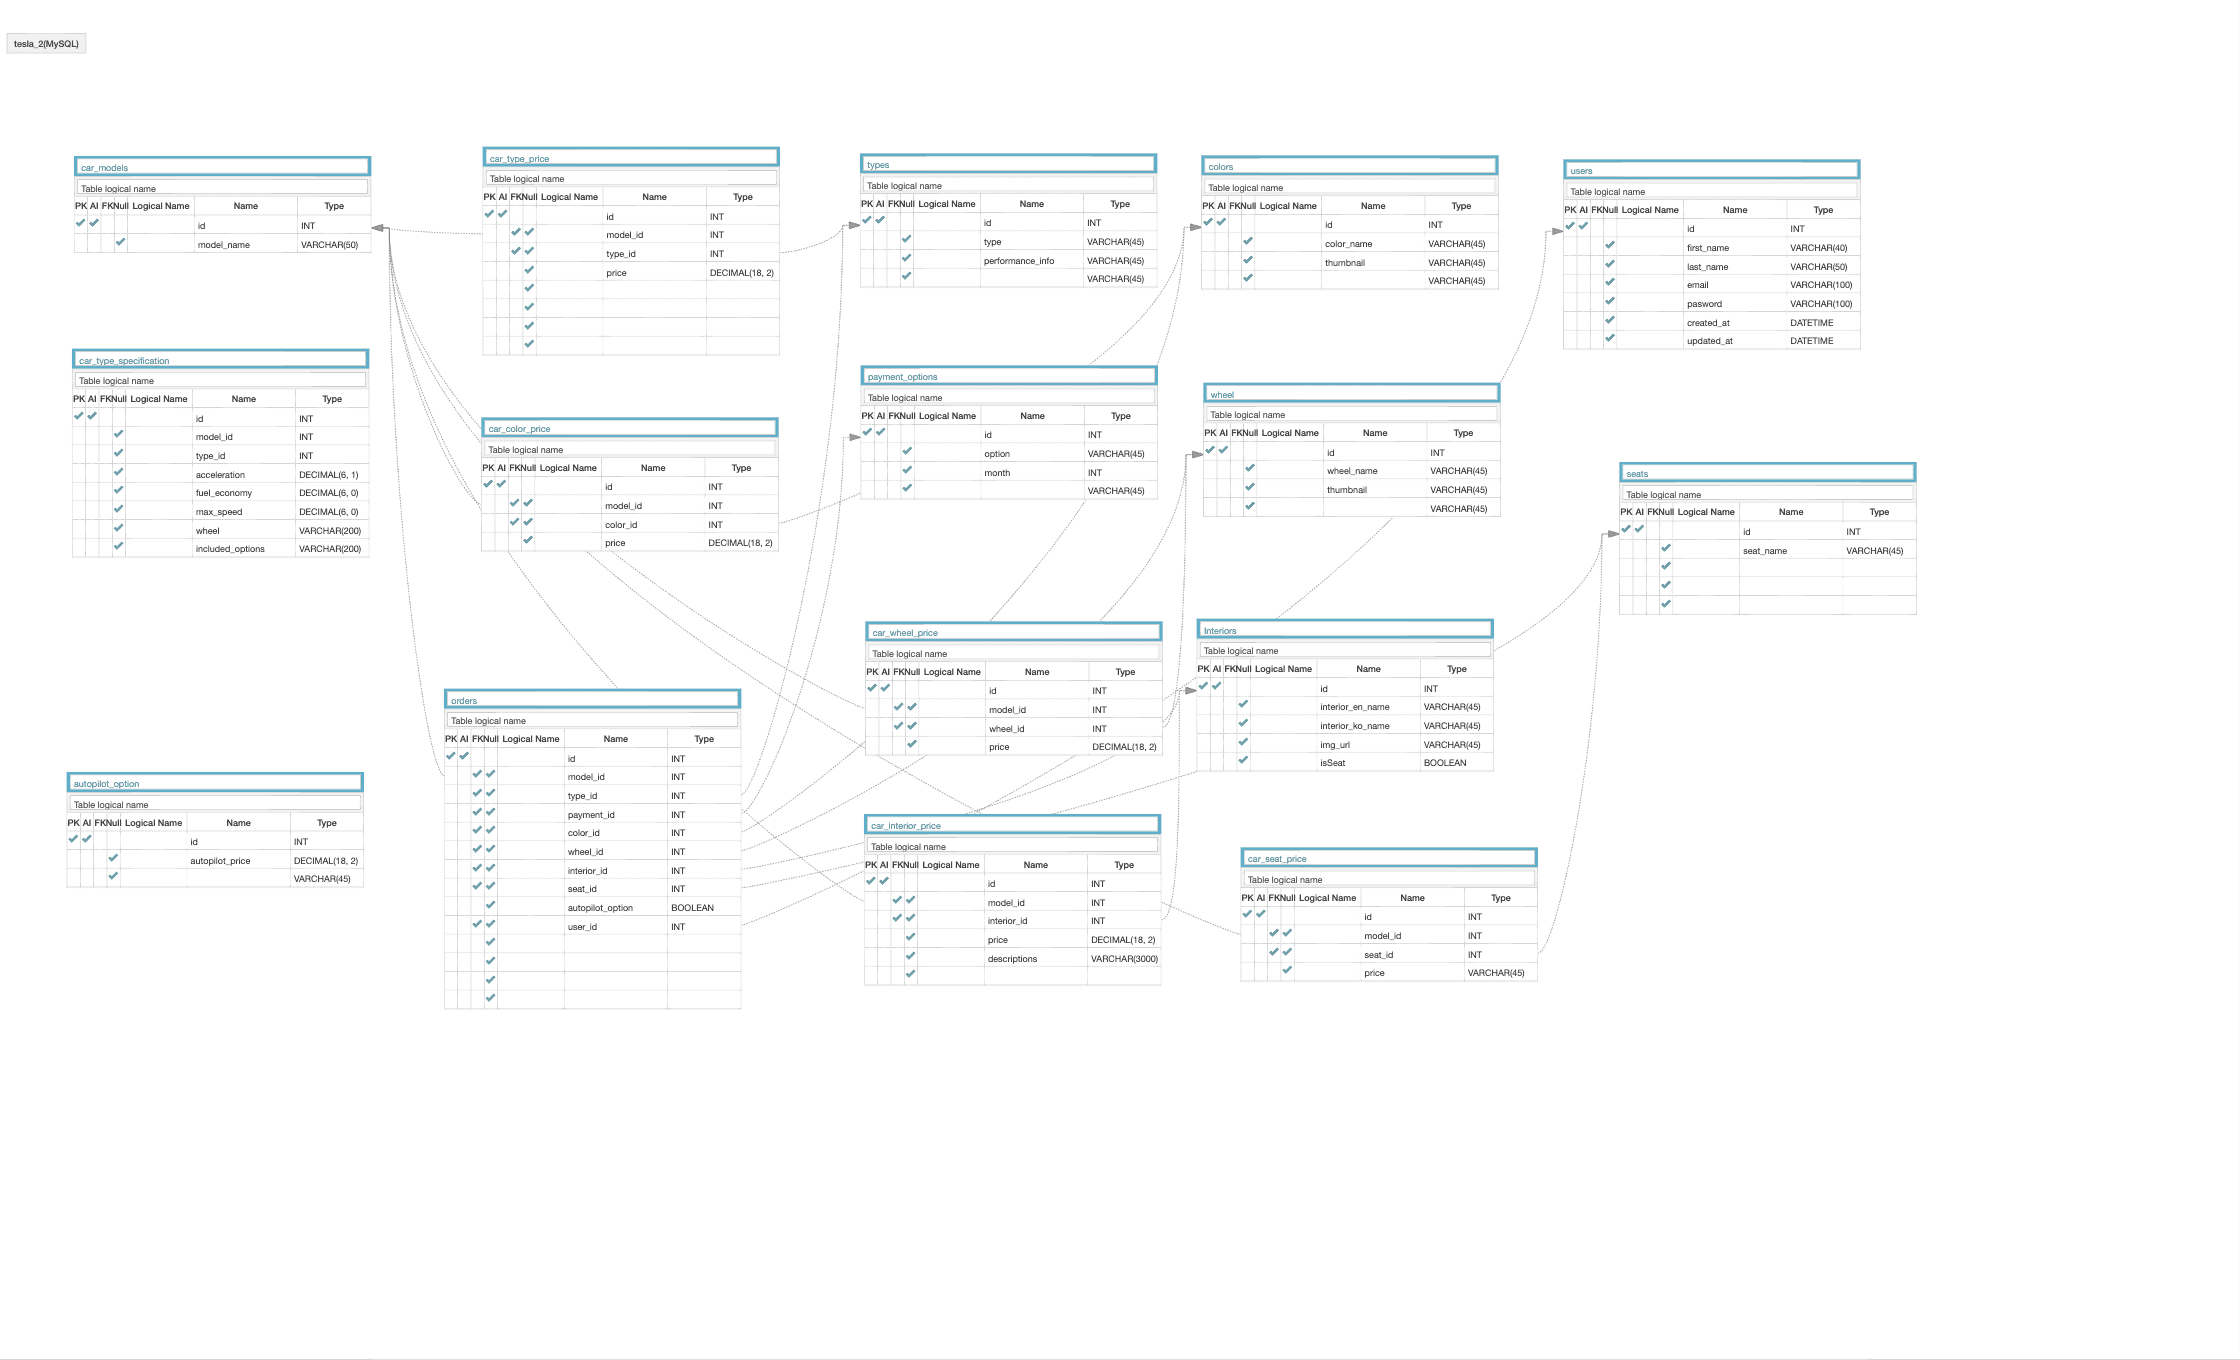 tesla_2(MySQL)
car_models
Table logical name
PK AI FK Null Logical Name Name Type
id INT
model_name VARCHAR(50)
car_type_price
Table logical name
PK AI FK Null Logical Name Name Type
id INT
model_id INT
type_id INT
price DECIMAL(18, 2)
types
Table logical name
PK AI FK Null Logical Name Name Type
id INT
type VARCHAR(45)
performance_info VARCHAR(45)
VARCHAR(45)
colors
Table logical name
PK AI FK Null Logical Name Name Type
id INT
color_name VARCHAR(45)
thumbnail VARCHAR(45)
VARCHAR(45)
users
Table logical name
PK AI FK Null Logical Name Name Type
id INT
first_name VARCHAR(40)
last_name VARCHAR(50)
email VARCHAR(100)
pasword VARCHAR(100)
created_at DATETIME
updated_at DATETIME
car_type_specification
Table logical name
PK AI FK Null Logical Name Name Type
id INT
model_id INT
type_id INT
acceleration DECIMAL(6, 1)
fuel_economy DECIMAL(6, 0)
max_speed DECIMAL(6, 0)
wheel VARCHAR(200)
included_options VARCHAR(200)
car_color_price
Table logical name
PK AI FK Null Logical Name Name Type
id INT
model_id INT
color_id INT
price DECIMAL(18, 2)
payment_options
Table logical name
PK AI FK Null Logical Name Name Type
id INT
option VARCHAR(45)
month INT
VARCHAR(45)
wheel
Table logical name
PK AI FK Null Logical Name Name Type
id INT
wheel_name VARCHAR(45)
thumbnail VARCHAR(45)
VARCHAR(45)
seats
Table logical name
PK AI FK Null Logical Name Name Type
id INT
seat_name VARCHAR(45)
car_wheel_price
Table logical name
PK AI FK Null Logical Name Name Type
id INT
model_id INT
wheel_id INT
price DECIMAL(18, 2)
Interiors
Table logical name
PK AI FK Null Logical Name Name Type
id INT
interior_en_name VARCHAR(45)
interior_ko_name VARCHAR(45)
img_url VARCHAR(45)
isSeat BOOLEAN
orders
Table logical name
PK AI FK Null Logical Name Name Type
id INT
model_id INT
type_id INT
payment_id INT
color_id INT
wheel_id INT
interior_id INT
seat_id INT
autopilot_option BOOLEAN
user_id INT
autopilot_option
Table logical name
PK AI FK Null Logical Name Name Type
id INT
autopilot_price DECIMAL(18, 2)
VARCHAR(45)
car_interior_price
Table logical name
PK AI FK Null Logical Name Name Type
id INT
model_id INT
interior_id INT
price DECIMAL(18, 2)
descriptions VARCHAR(3000)
car_seat_price
Table logical name
PK AI FK Null Logical Name Name Type
id INT
model_id INT
seat_id INT
price VARCHAR(45)